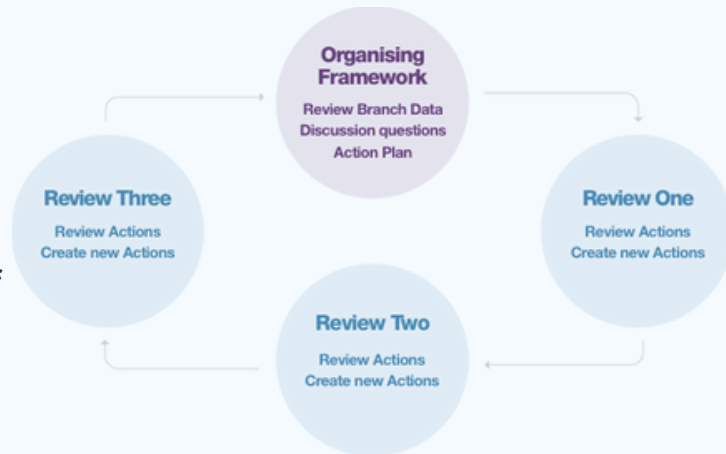 Organising
Framework
Review Branch Data
Discussion questions
Action Plan
Review One
Review Actions
Create new Actions
Review Two
Review Actions
Create new Actions
Review Three
Review Actions
Create new Actions